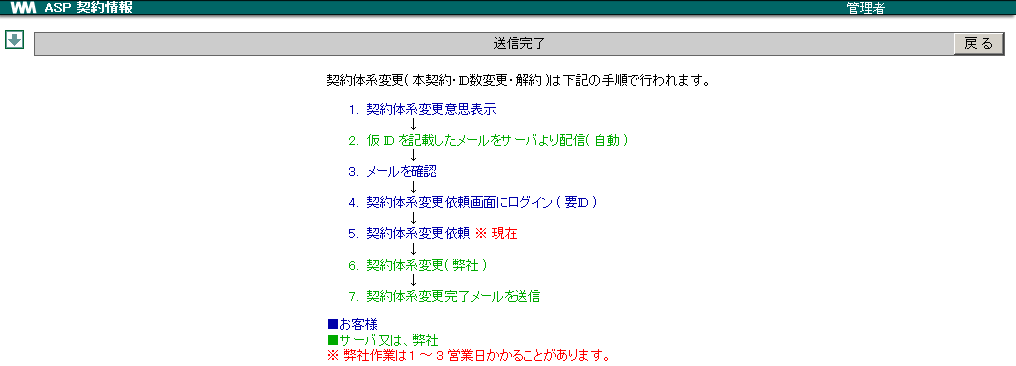 WM ASP 契約情報 管理者
送信完了 戻る
契約体系変更( 本契約・ID数変更・解約 )は下記の手順で行われます。
1. 契約体系変更意思表示
↓
2. 仮 ID を記載したメールをサーバより配信( 自動 )
↓
3. メールを確認
↓
4. 契約体系変更依頼画面にログイン ( 要ID )
↓
5. 契約体系変更依頼 ※ 現在
↓
6. 契約体系変更( 弊社 )
↓
7. 契約体系変更完了メールを送信
■お客様
■サーバ又は、弊社
※ 弊社作業は1 ～ 3 営業日かかることがあります。